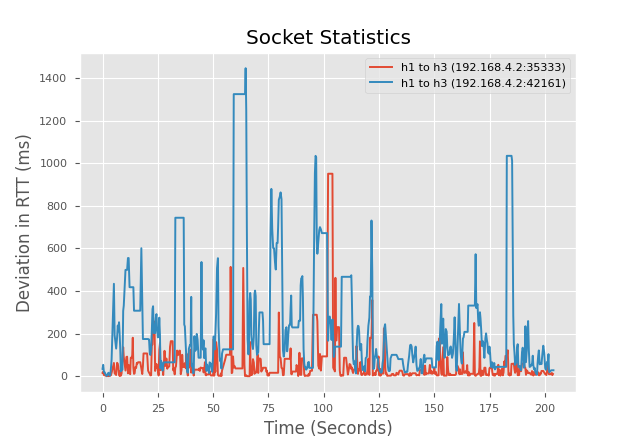 Socket Statistics
h1 to h3 (192.168.4.2:35333)
h1 to h3 (192.168.4.2:42161)
Deviation in RTT (ms)
1400
1200
1000
800
600
400
200
0
0 25 50 75 100 125 150 175 200
Time (Seconds)